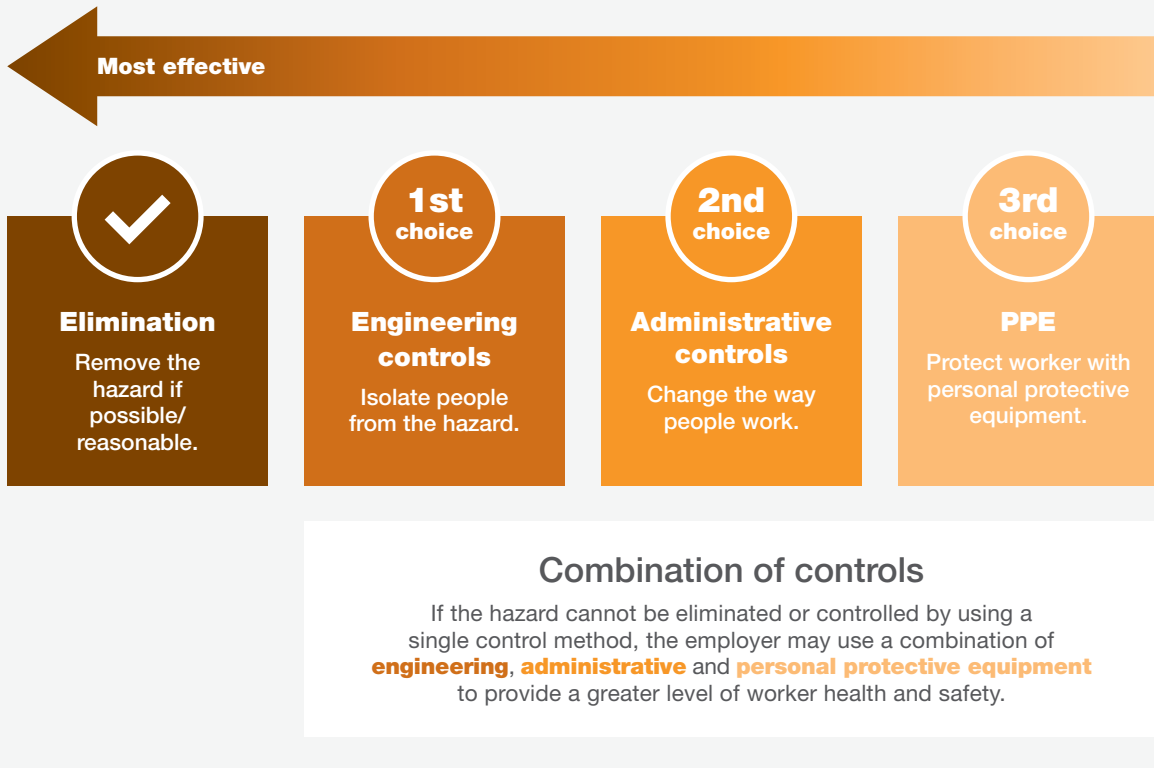 Most effective
1st
choice
2nd
choice
3rd
choice
Elimination
Remove the
hazard if
possible/
reasonable.
Engineering
controls
Isolate people
from the hazard.
Administrative
controls
Change the way
people work.
PPE
Protect worker with
personal protective
equipment.
Combination of controls
If the hazard cannot be eliminated or controlled by using a
single control method, the employer may use a combination of
engineering, administrative and personal protective equipment
to provide a greater level of worker health and safety.